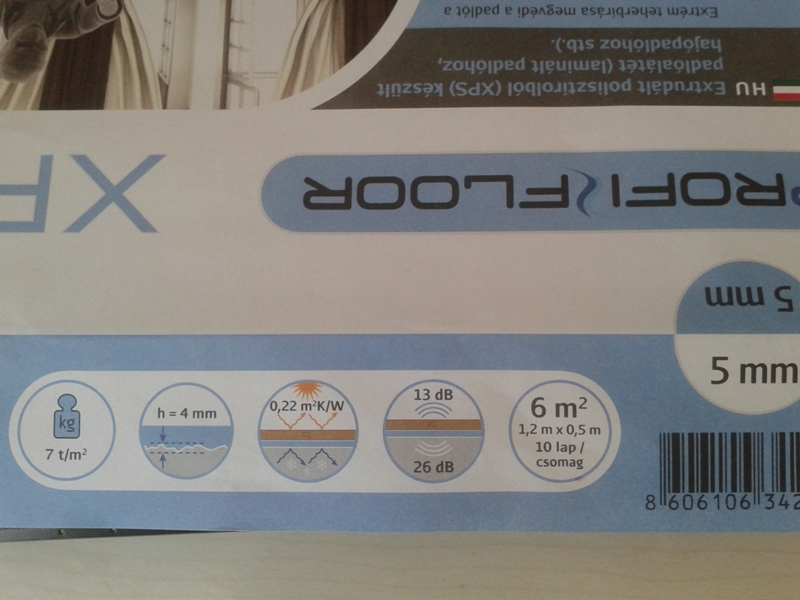 HU Extrudált polisztirolból (XPS) készült
padlóalátét (laminált padlóhoz,
hajópadlóhoz stb.).
Extrém teherbírása megvédi a padlót a
PROFI FLOOR
XP
5 mm
5 mm
kg
7 t/m²
h = 4 mm
0,22 m²K/W
13 dB
26 dB
6 m²
1,2 m x 0,5 m
10 lap /
csomag
8 606106 342